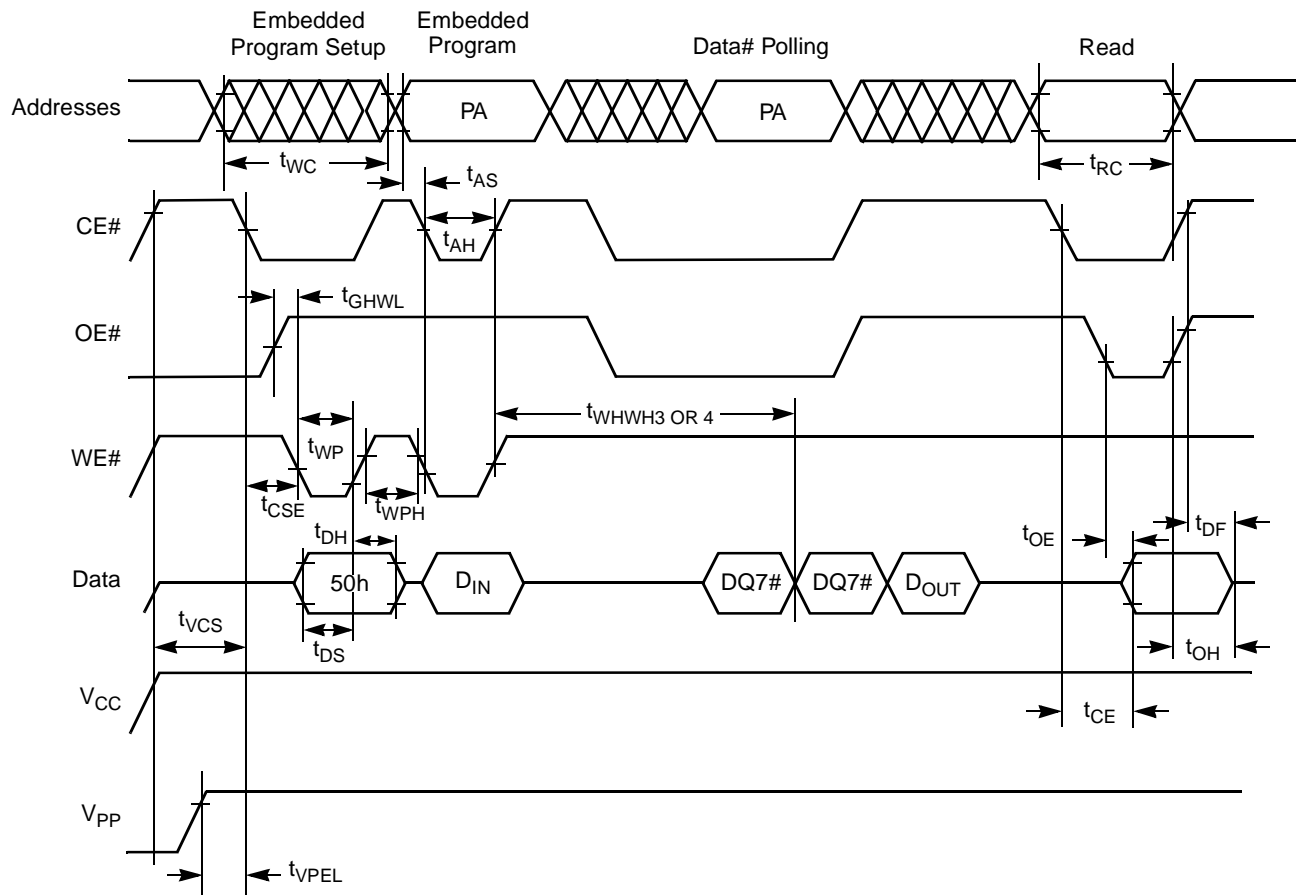 Embedded
Program Setup
Embedded
Program
Data# Polling
Read
Addresses
PA
PA
tWC
tAS
tRC
CE#
tAH
tGHWL
OE#
tWHWH3 OR 4
WE#
tWP
tCSE
tWPH
tDH
tOE
tDF
Data
50h
DIN
DQ7#
DQ7#
DOUT
tVCS
tDS
tOH
VCC
tCE
VPP
tVPEL